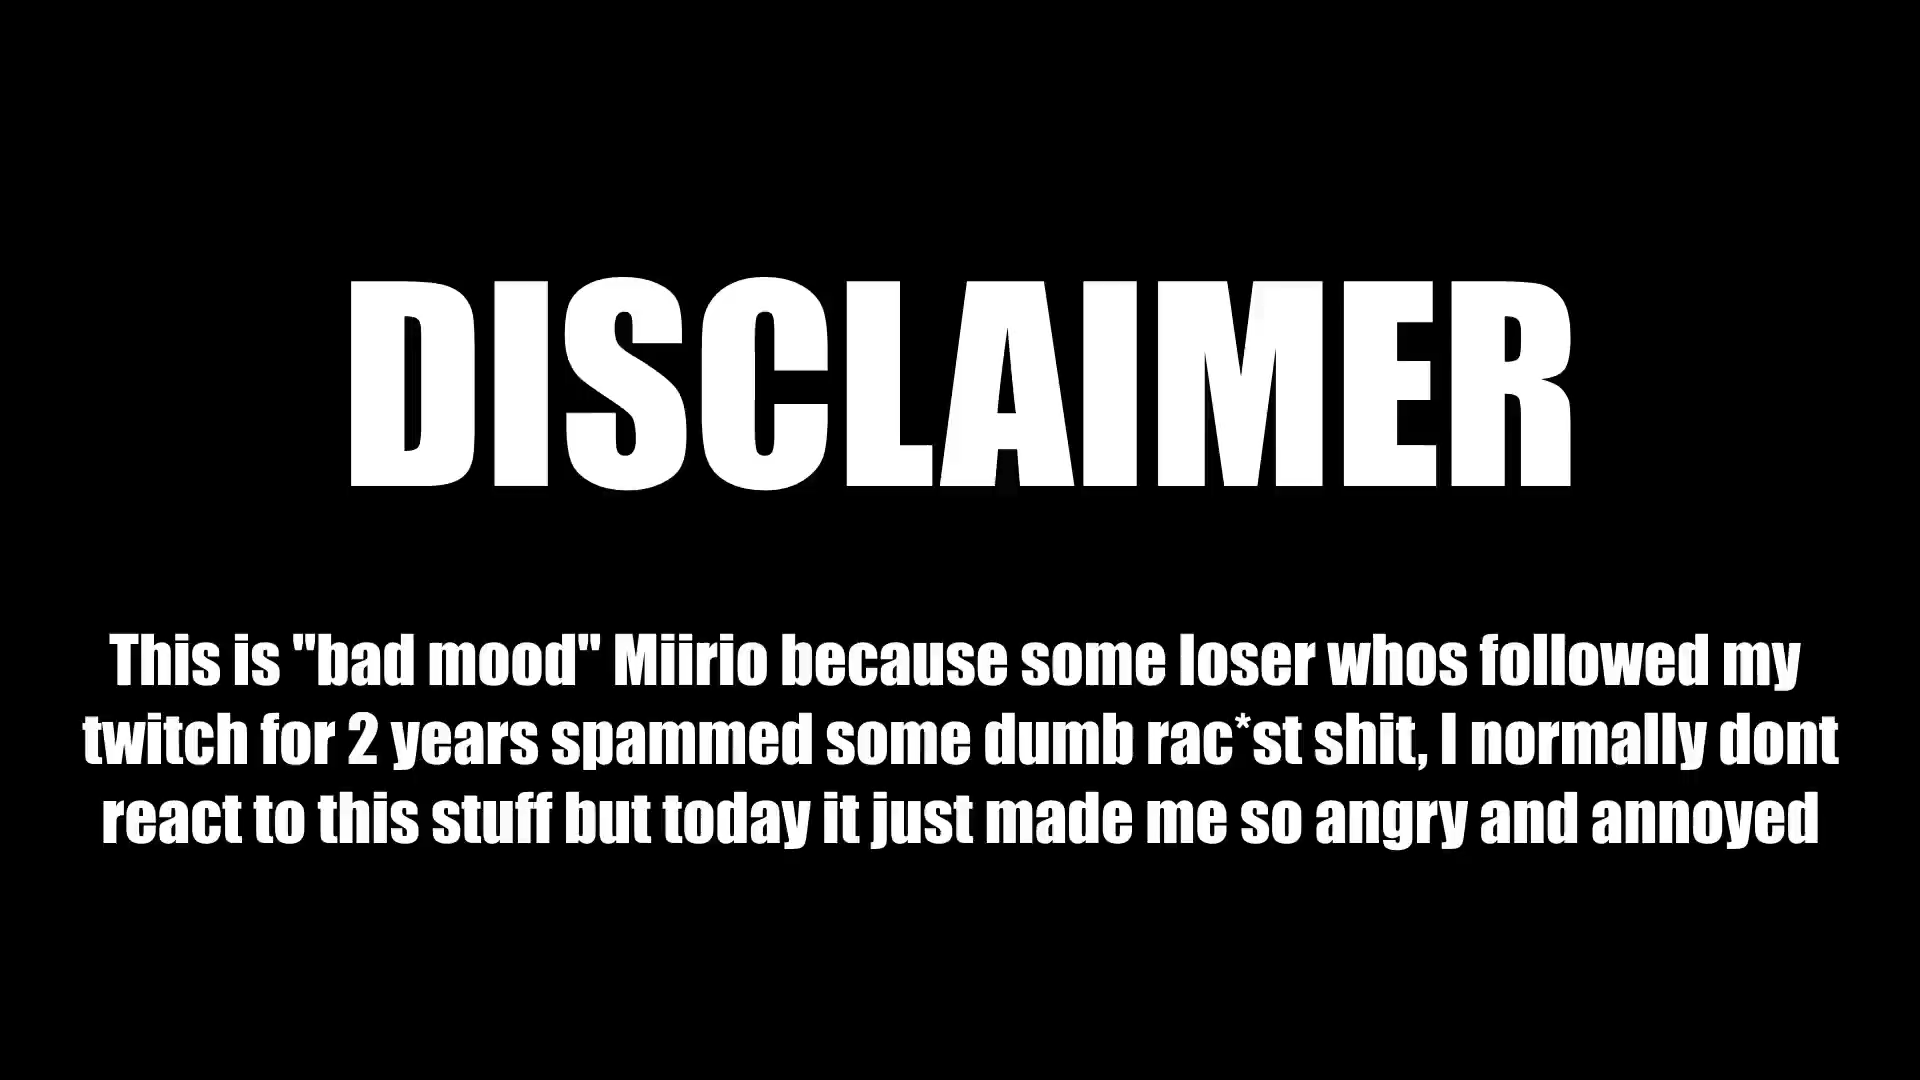 DISCLAIMER
This is "bad mood" Miirio because some loser whos followed my
twitch for 2 years spammed some dumb rac*st shit, I normally dont
react to this stuff but today it just made me so angry and annoyed